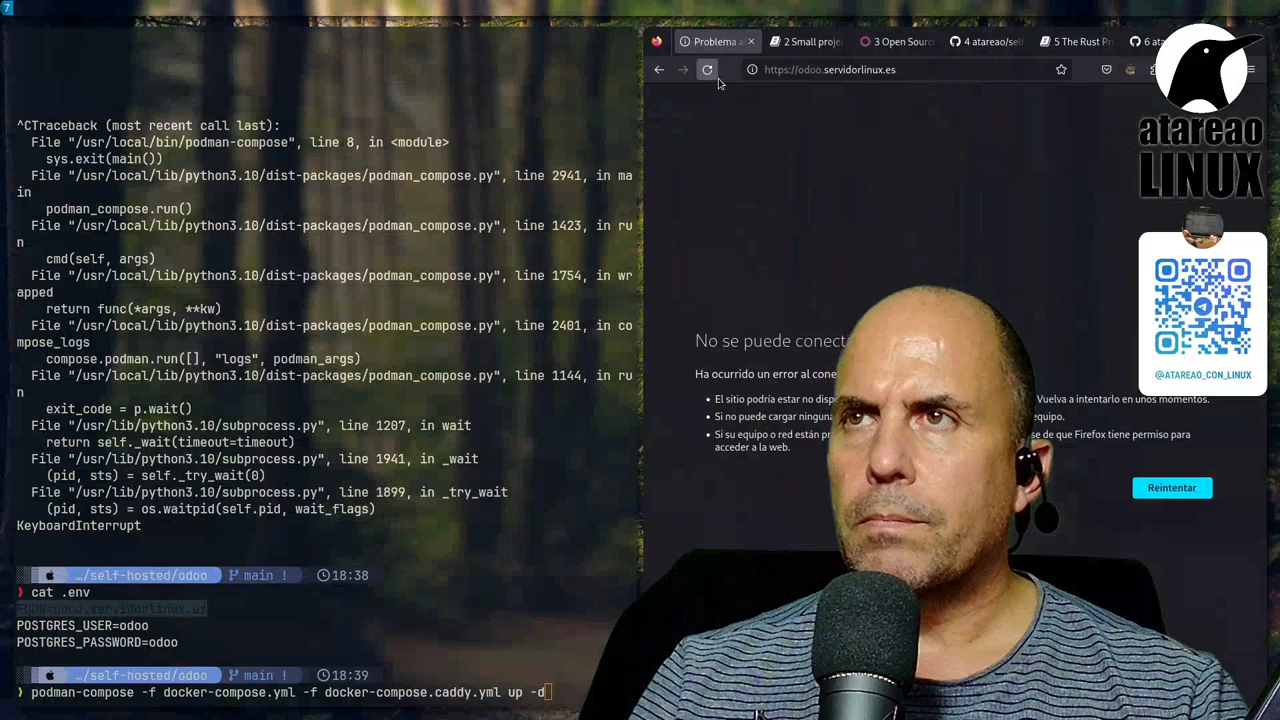 7
^CTraceback (most recent call last):
File "/usr/local/bin/podman-compose", line 8, in <module>
sys.exit(main())
File "/usr/local/lib/python3.10/dist-packages/podman_compose.py", line 2941, in ma
in
podman_compose.run()
File "/usr/local/lib/python3.10/dist-packages/podman_compose.py", line 1423, in ru
n
cmd(self, args)
File "/usr/local/lib/python3.10/dist-packages/podman_compose.py", line 1754, in wr
apped
return func(*args, **kw)
File "/usr/local/lib/python3.10/dist-packages/podman_compose.py", line 2401, in co
mpose_logs
compose.podman.run([], "logs", podman_args)
File "/usr/local/lib/python3.10/dist-packages/podman_compose.py", line 1144, in ru
n
exit_code = p.wait()
File "/usr/lib/python3.10/subprocess.py", line 1207, in wait
return self._wait(timeout=timeout)
File "/usr/lib/python3.10/subprocess.py", line 1941, in _wait
(pid, sts) = self._try_wait(0)
File "/usr/lib/python3.10/subprocess.py", line 1899, in _try_wait
(pid, sts) = os.waitpid(self.pid, wait_flags)
KeyboardInterrupt
…/self-hosted/odoo main ! 18:38
❯ cat .env
FQDN=odoo.servidorlinux.es
POSTGRES_USER=odoo
POSTGRES_PASSWORD=odoo
…/self-hosted/odoo main ! 18:39
❯ podman-compose -f docker-compose.yml -f docker-compose.caddy.yml up -d
Problema a
2 Small proje
3 Open Sourc
4 atareao/sel
5 The Rust Pr
6 ata
https://odoo.servidorlinux.es
No se puede conect
Ha ocurrido un error al cone
El sitio podría estar no disp Vuelva a intentarlo en unos momentos.
Si no puede cargar ninguna equipo.
Si su equipo o red están pr se de que Firefox tiene permiso para
acceder a la web.
Reintentar
atareao
LINUX
@ATAREAO_CON_LINUX